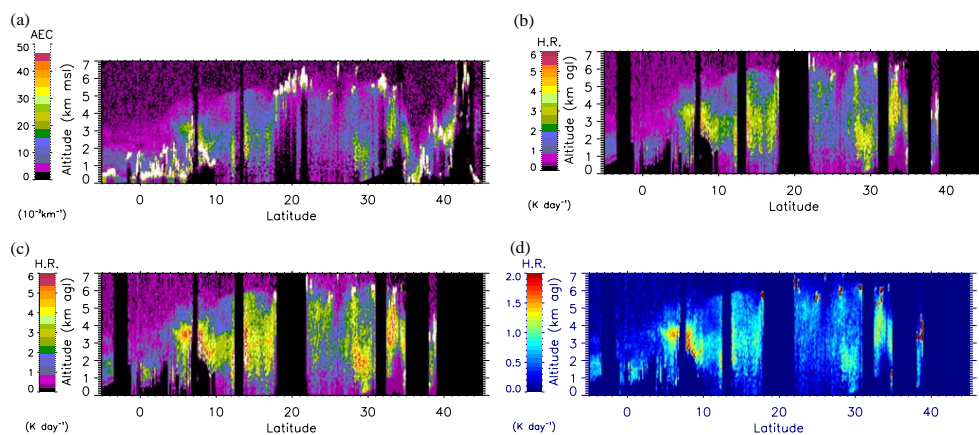 (a)
AEC
50
40
30
20
10
0
(10⁻³km⁻¹)
Altitude (km msl)
7
6
5
4
3
2
1
0
0 10 20 30 40
Latitude
(b)
H.R.
6
5
4
3
2
1
0
(K day⁻¹)
Altitude (km agl)
7
6
5
4
3
2
1
0
0 10 20 30 40
Latitude
(c)
H.R.
6
5
4
3
2
1
0
(K day⁻¹)
Altitude (km agl)
7
6
5
4
3
2
1
0
0 10 20 30 40
Latitude
(d)
H.R.
2.0
1.5
1.0
0.5
0.0
(K day⁻¹)
Altitude (km agl)
7
6
5
4
3
2
1
0
0 10 20 30 40
Latitude